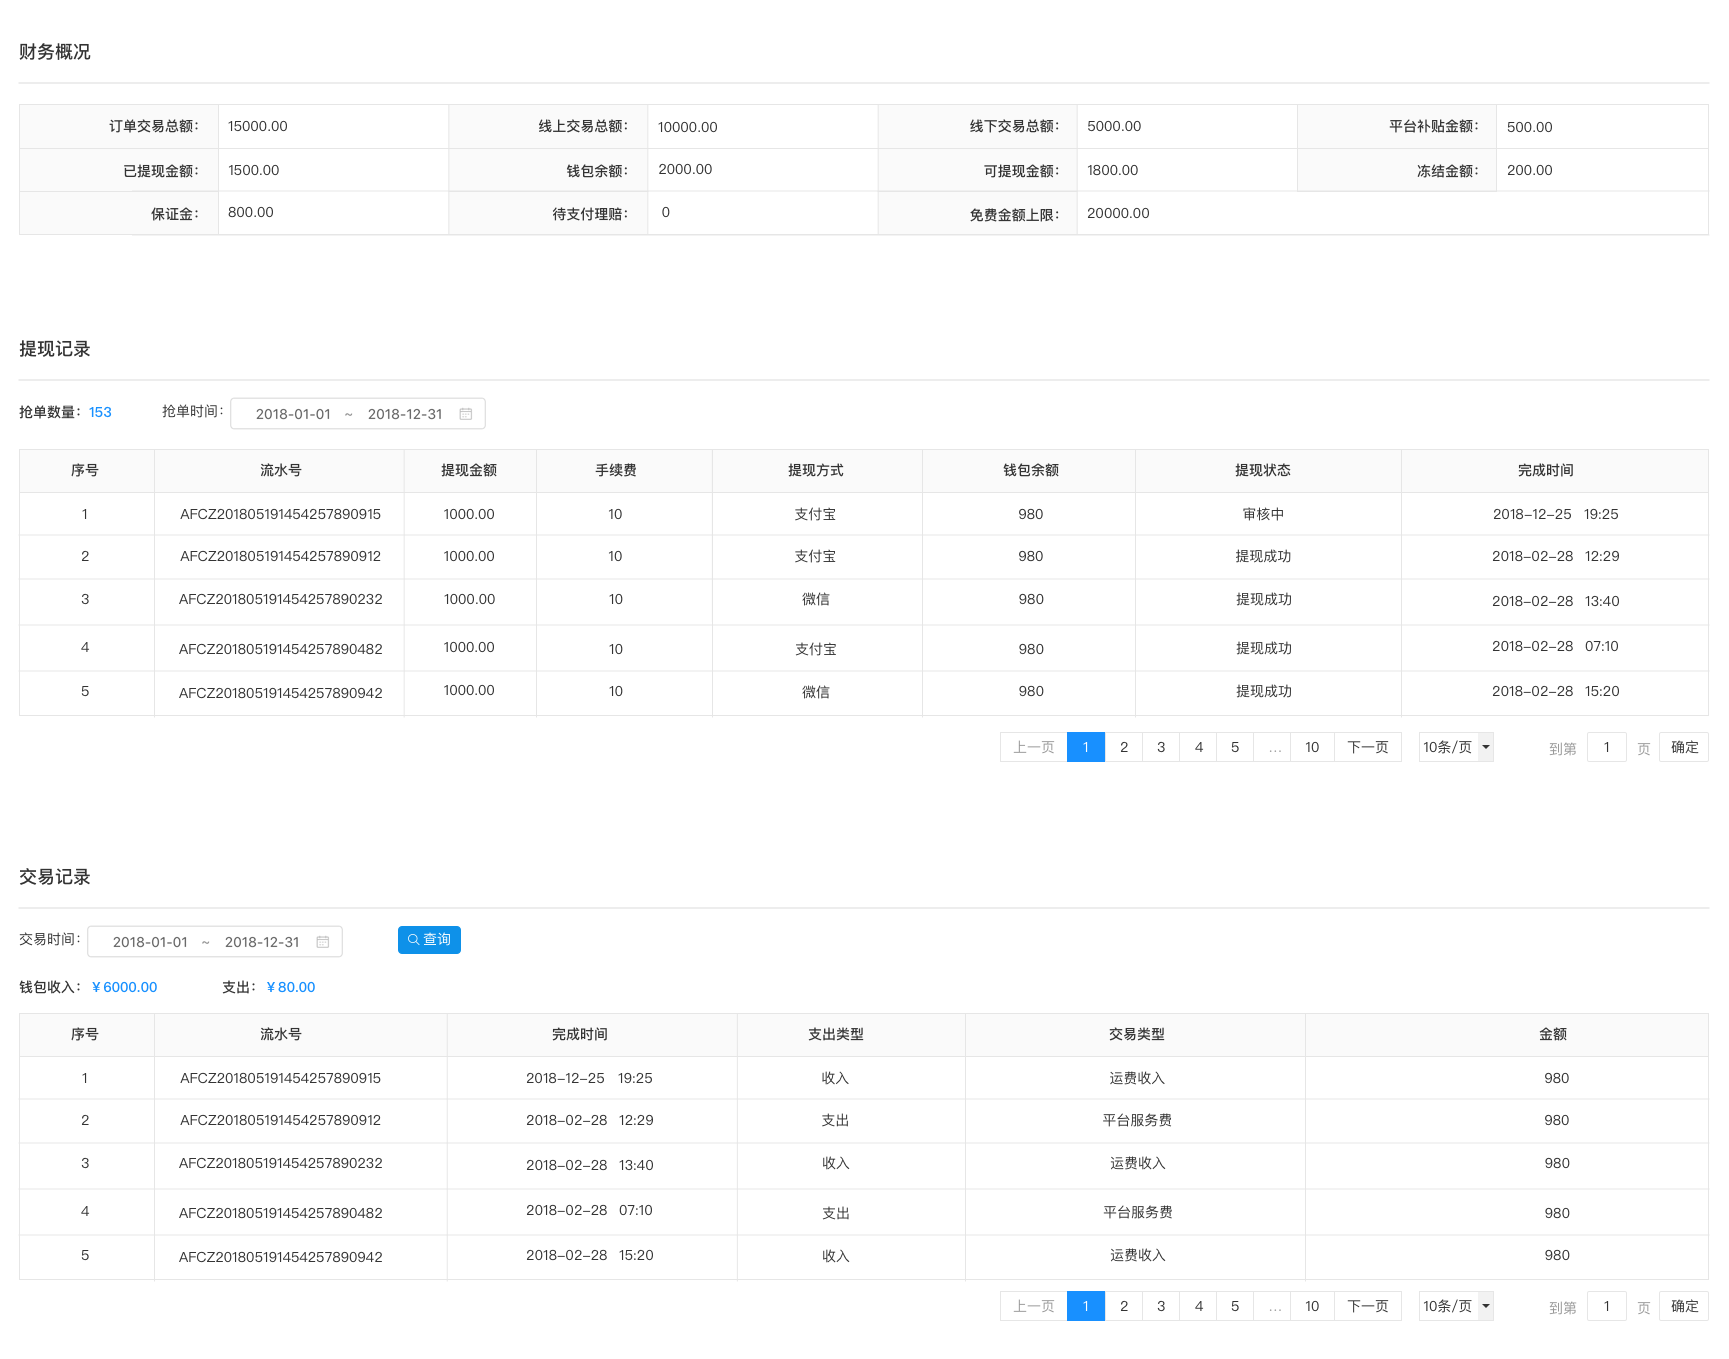 财务概况
订单交易总额： 15000.00 线上交易总额： 10000.00 线下交易总额： 5000.00 平台补贴金额： 500.00
已提现金额： 1500.00 钱包余额： 2000.00 可提现金额： 1800.00 冻结金额： 200.00
保证金： 800.00 待支付理赔： 0 免费金额上限： 20000.00
提现记录
抢单数量： 153 抢单时间： 2018-01-01 ~ 2018-12-31
序号 流水号 提现金额 手续费 提现方式 钱包余额 提现状态 完成时间
1 AFCZ201805191454257890915 1000.00 10 支付宝 980 审核中 2018-12-25 19:25
2 AFCZ201805191454257890912 1000.00 10 支付宝 980 提现成功 2018-02-28 12:29
3 AFCZ201805191454257890232 1000.00 10 微信 980 提现成功 2018-02-28 13:40
4 AFCZ201805191454257890482 1000.00 10 支付宝 980 提现成功 2018-02-28 07:10
5 AFCZ201805191454257890942 1000.00 10 微信 980 提现成功 2018-02-28 15:20
上一页 1 2 3 4 5 ... 10 下一页 10条/页 到第 1 页 确定
交易记录
交易时间： 2018-01-01 ~ 2018-12-31 查询
钱包收入： ¥6000.00 支出： ¥80.00
序号 流水号 完成时间 支出类型 交易类型 金额
1 AFCZ201805191454257890915 2018-12-25 19:25 收入 运费收入 980
2 AFCZ201805191454257890912 2018-02-28 12:29 支出 平台服务费 980
3 AFCZ201805191454257890232 2018-02-28 13:40 收入 运费收入 980
4 AFCZ201805191454257890482 2018-02-28 07:10 支出 平台服务费 980
5 AFCZ201805191454257890942 2018-02-28 15:20 收入 运费收入 980
上一页 1 2 3 4 5 ... 10 下一页 10条/页 到第 1 页 确定